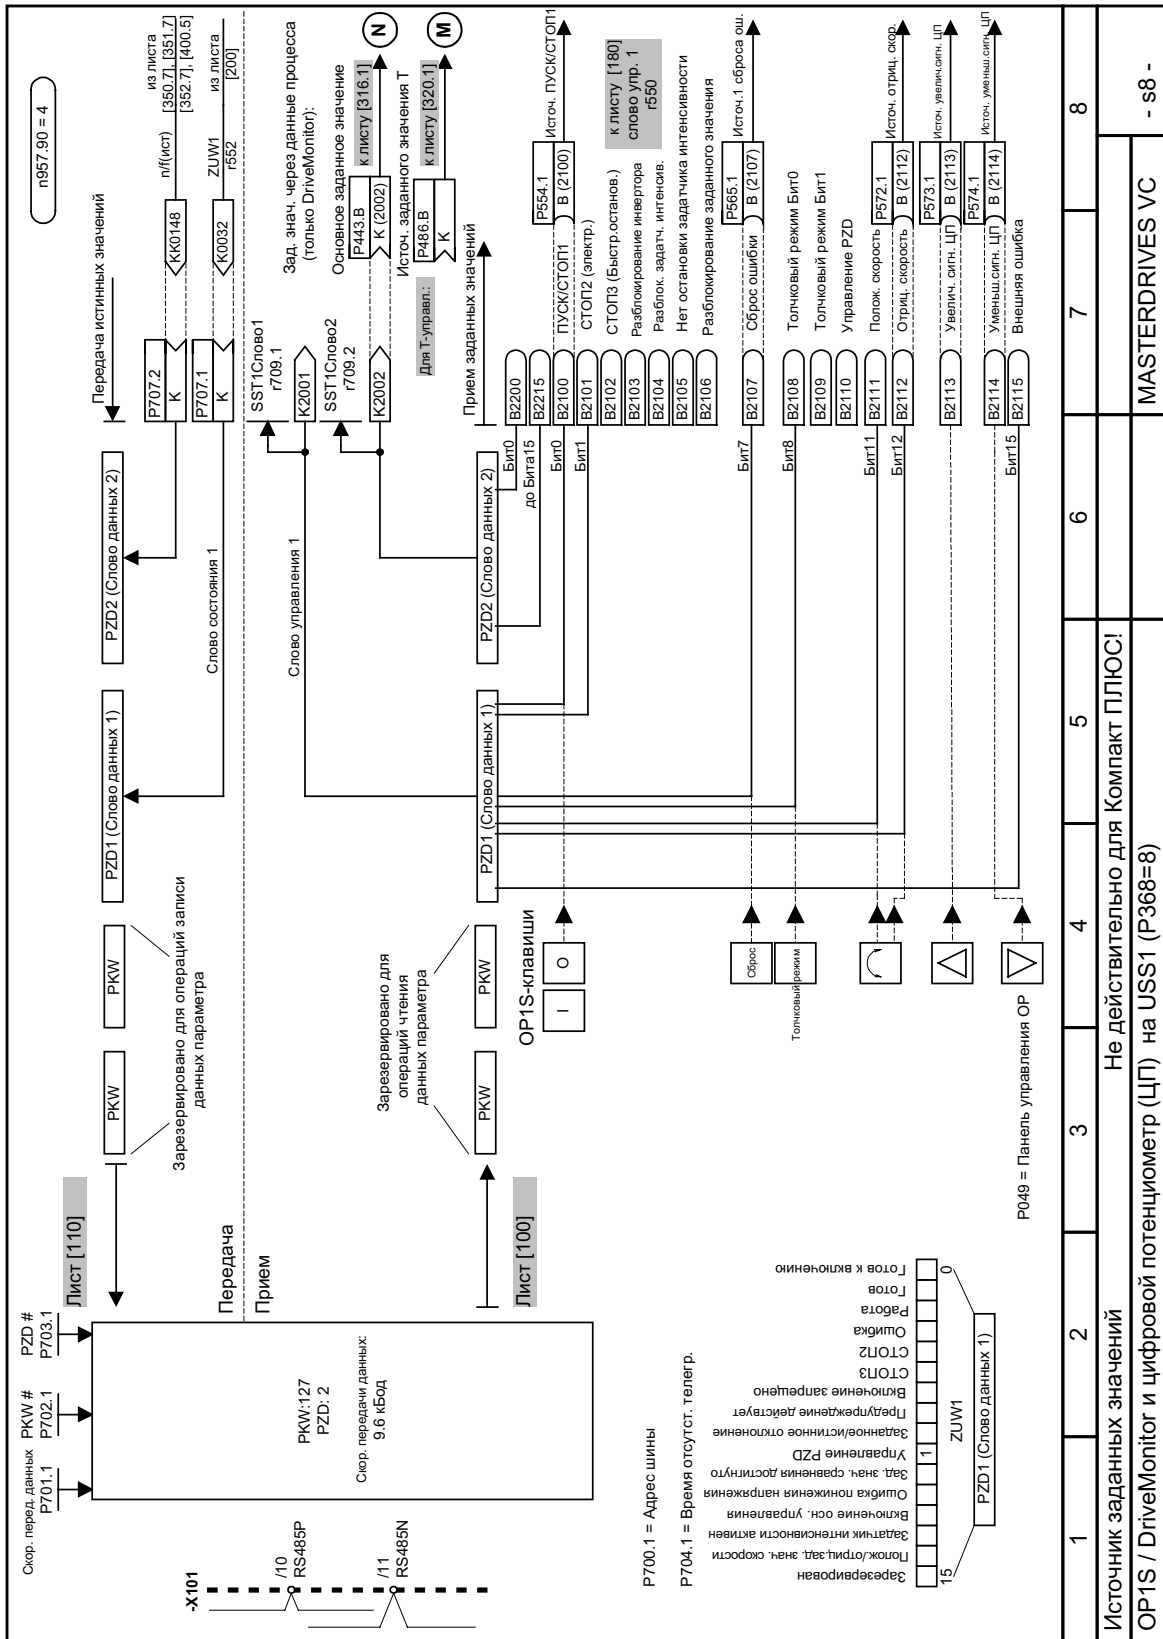 n957.90 = 4
Скор. перед. данных
P701.1
PKW #
P702.1
PZD #
P703.1
Лист [110]
PKW
PKW
Зарезервировано для операций записи
данных параметра
PZD1 (Слово данных 1)
PZD2 (Слово данных 2)
Передача истинных значений
P707.2
K
KK0148
n/f(ист)
из листа
[350.7], [351.7]
[352.7], [400.5]
P707.1
K
K0032
ZUW1
r552
из листа
[200]
Слово состояния 1
Передача
Прием
PKW:127
PZD: 2
Скор. передачи данных:
9.6 кБод
-X101
/10
RS485P
/11
RS485N
Слово управления 1
SST1Слово1
r709.1
K2001
SST1Слово2
r709.2
K2002
Зад. знач. через данные процесса
(только DriveMonitor):
Основное заданное значение
P443.B
K (2002)
к листу [316.1]
N
Источ. заданного значения T
P486.B
K
к листу [320.1]
M
Для Т-управл.:
Лист [100]
Зарезервировано для
операций чтения
данных параметра
PKW
PKW
PZD1 (Слово данных 1)
PZD2 (Слово данных 2)
Прием заданных значений
Бит0
B2200
до Бита15
B2215
OP1S-клавиши
I
O
Бит0
B2100
ПУСК/СТОП1
P554.1
B (2100)
Источ. ПУСК/СТОП1
Бит1
B2101
СТОП2 (электр.)
B2102
СТОП3 (Быстр.останов.)
B2103
Разблокирование инвертора
B2104
Разблок. задатч. интенсив.
B2105
Нет остановки задатчика интенсивности
B2106
Разблокирование заданного значения
к листу [180]
слово упр. 1
r550
Сброс
Бит7
B2107
Сброс ошибки
P565.1
B (2107)
Источ.1 сброса ош.
Толчковый режим
Бит8
B2108
Толчковый режим Бит0
B2109
Толчковый режим Бит1
B2110
Управление PZD
Бит11
B2111
Полож. скорость
Бит12
B2112
Отриц. скорость
P572.1
B (2112)
Источ. отриц. скор.
B2113
Увелич. сигн. ЦП
P573.1
B (2113)
Источ. увелич.сигн. ЦП
B2114
Уменьш.сигн. ЦП
P574.1
B (2114)
Источ. уменьш.сигн. ЦП
Бит15
B2115
Внешняя ошибка
P049 = Панель управления OP
P700.1 = Адрес шины
P704.1 = Время отсутст. телегр.
Зарезервирован
Полож./отриц.зад. знач. скорости
Задатчик интенсивности активен
Включение осн. управления
Ошибка понижения напряжения
Зад. знач. сравнения достигнуто
Управление PZD
Заданное/истинное отклонение
Предупреждение действует
Включение запрещено
СТОП3
СТОП2
Ошибка
Работа
Готов
Готов к включению
1
15
0
ZUW1
PZD1 (Слово данных 1)
1
2
3
4
5
6
7
8
Источник заданных значений
Не действительно для Компакт ПЛЮС!
OP1S / DriveMonitor и цифровой потенциометр (ЦП) на USS1 (P368=8)
MASTERDRIVES VC
- s8 -